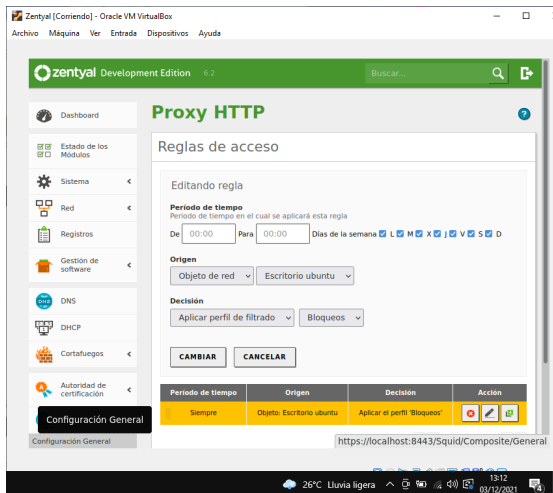 Zentyal [Corriendo] - Oracle VM VirtualBox
Archivo Máquina Ver Entrada Dispositivos Ayuda
zentyal Development Edition 6.2 Buscar...
Dashboard
Estado de los
Módulos
Sistema
Red
Registros
Gestión de
software
DNS
DHCP
Cortafuegos
Autoridad de
certificación
Configuración General
Configuración General
Proxy HTTP
?
Reglas de acceso
Editando regla
Período de tiempo
Periodo de tiempo en el cual se aplicará esta regla
De 00:00 Para 00:00 Días de la semana L M X J V S D
Origen
Objeto de red Escritorio ubuntu
Decisión
Aplicar perfil de filtrado Bloqueos
CAMBIAR CANCELAR
Período de tiempo Origen Decisión Acción
Siempre Objeto: Escritorio ubuntu Aplicar el perfil 'Bloqueos'
https://localhost:8443/Squid/Composite/General
26°C Lluvia ligera 13:12
03/12/2021 4